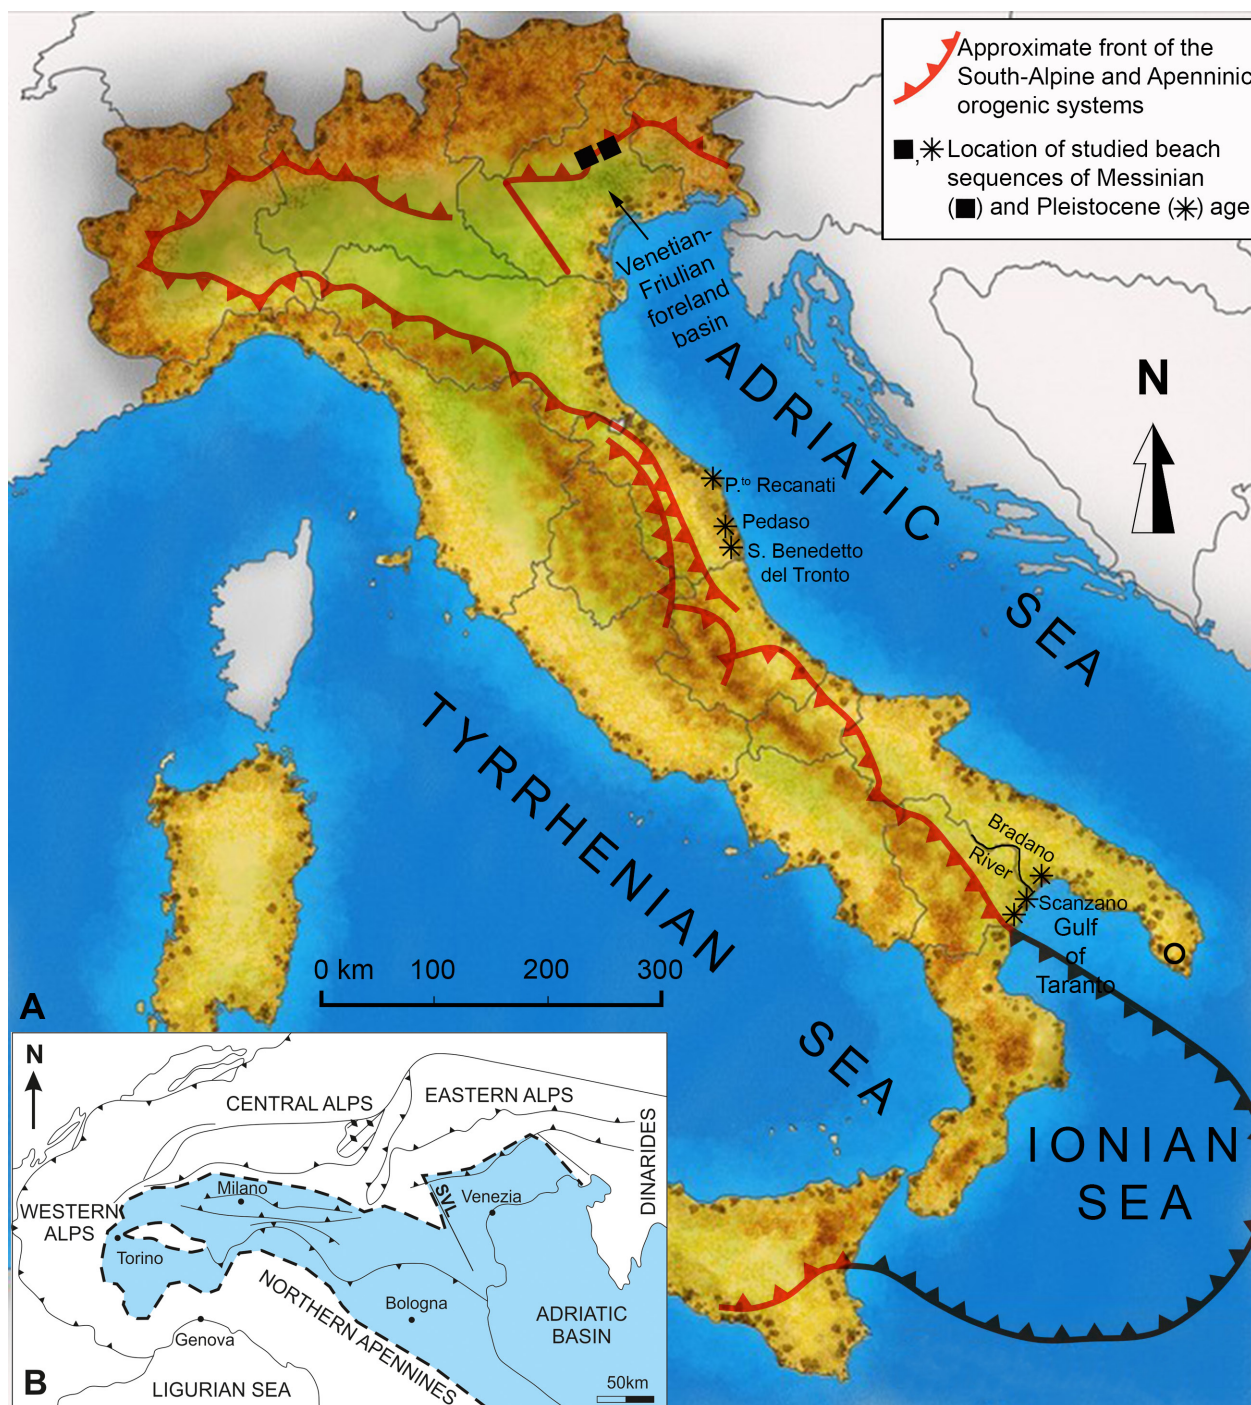 Approximate front of the
South-Alpine and Apenninic
orogenic systems
■,✳ Location of studied beach
sequences of Messinian
(■) and Pleistocene (✳) age
Venetian-
Friulian
foreland
basin
ADRIATIC
SEA
N
P.to Recanati
Pedaso
S. Benedetto
del Tronto
TYRRHENIAN
SEA
Bradano
River
Scanzano
Gulf
of
Taranto
0 km 100 200 300
IONIAN
SEA
A
N
CENTRAL ALPS
EASTERN ALPS
DINARIDES
WESTERN
ALPS
Milano
SVL
Venezia
Torino
NORTHERN APENNINES
Bologna
ADRIATIC
BASIN
Genova
LIGURIAN SEA
50km
B